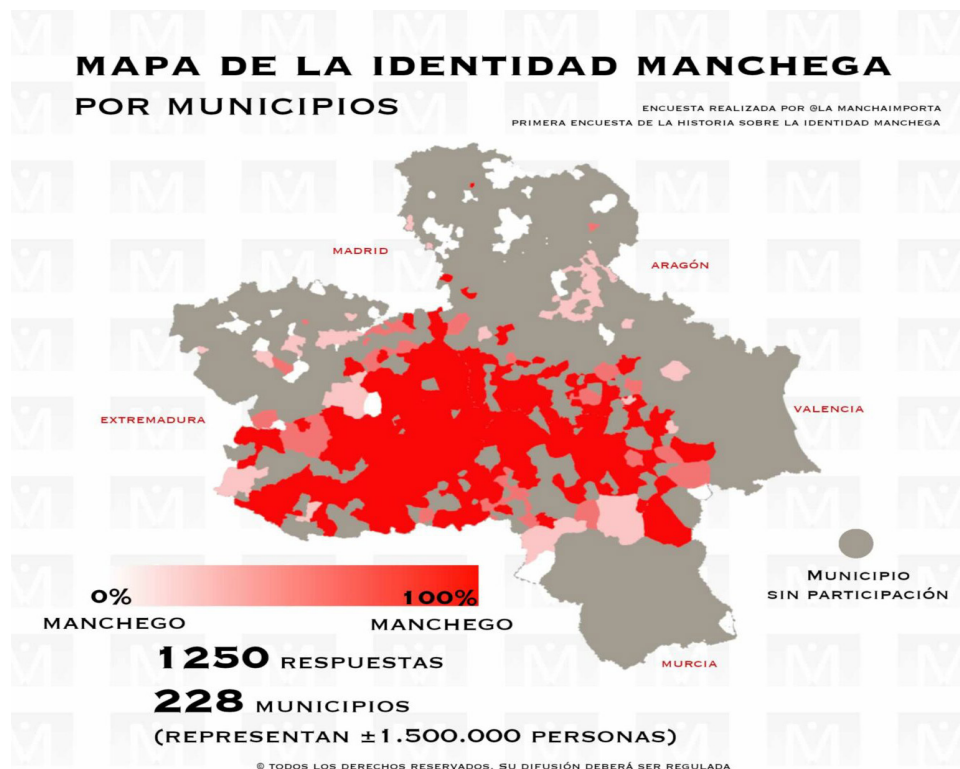 MAPA DE LA IDENTIDAD MANCHEGA
POR MUNICIPIOS
ENCUESTA REALIZADA POR @LA MANCHAIMPORTA
PRIMERA ENCUESTA DE LA HISTORIA SOBRE LA IDENTIDAD MANCHEGA
MADRID
ARAGÓN
EXTREMADURA
VALENCIA
MUNICIPIO
SIN PARTICIPACIÓN
0%
100%
MANCHEGO
MANCHEGO
MURCIA
1250 RESPUESTAS
228 MUNICIPIOS
(REPRESENTAN ±1.500.000 PERSONAS)
© TODOS LOS DERECHOS RESERVADOS. SU DIFUSIÓN DEBERÁ SER REGULADA